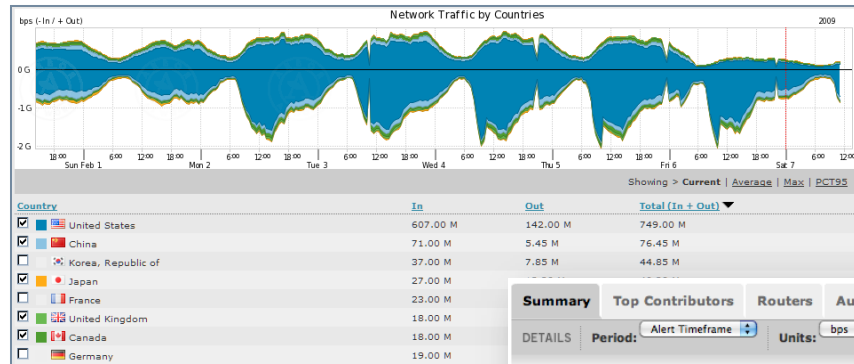 Network Traffic by Countries
bps (- In / + Out)
2009
0 G
-1G
-2G
18:00 6:00 12:00 18:00 6:00 12:00 18:00 6:00 12:00 18:00 6:00 12:00 18:00 6:00 12:00 18:00 6:00 12:00 18:00 6:00 12:00
Sun Feb 1 Mon 2 Tue 3 Wed 4 Thu 5 Fri 6 Sat 7
Showing > Current | Average | Max | PCT95
Country In Out Total (In + Out)
United States 607.00 M 142.00 M 749.00 M
China 71.00 M 5.45 M 76.45 M
Korea, Republic of 37.00 M 7.85 M 44.85 M
Japan 27.00 M
France 23.00 M
United Kingdom 18.00 M
Canada 18.00 M
Germany 19.00 M
Summary Top Contributors Routers Au
DETAILS Period: Alert Timeframe Units: bps